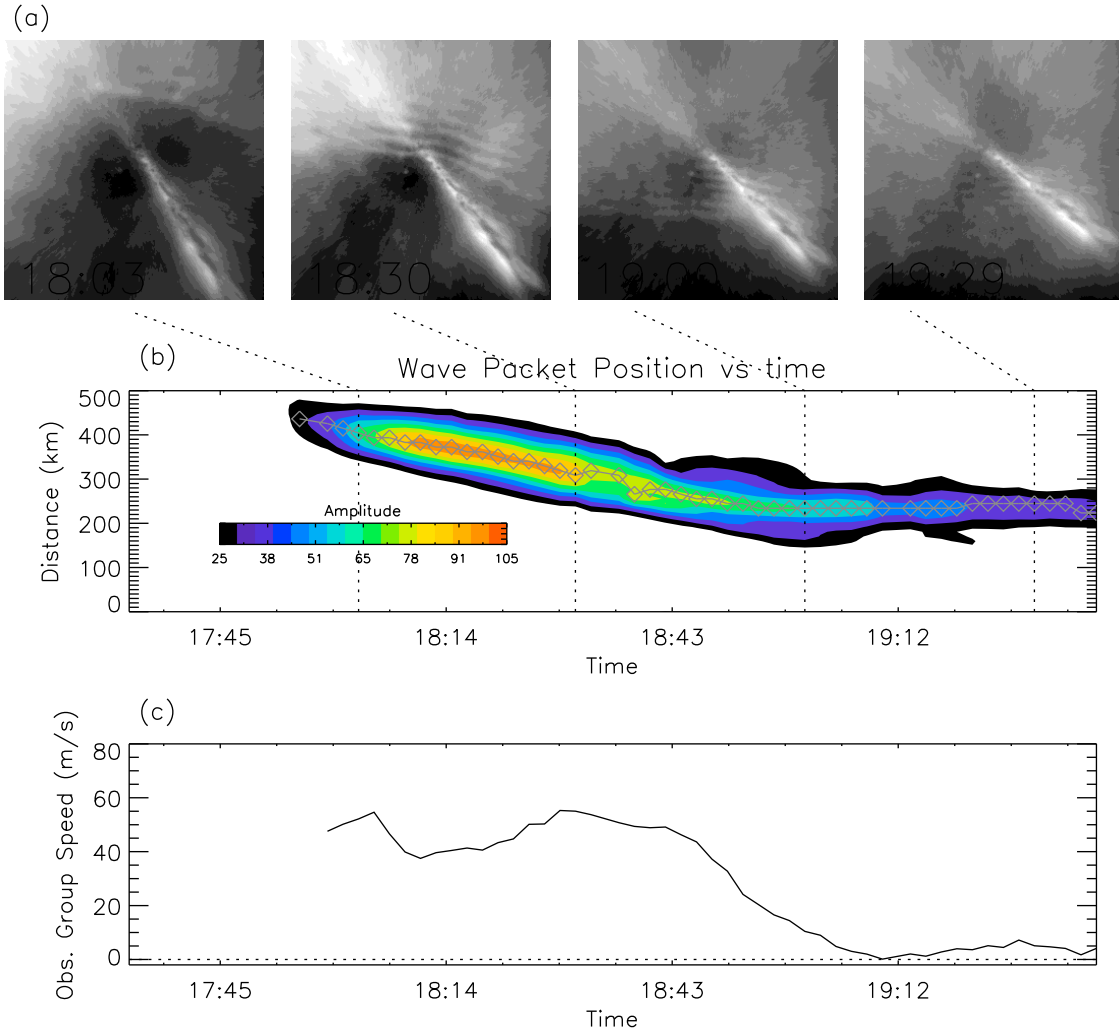 (a)
18:03 18:30 19:00 19:29
(b)
Wave Packet Position vs time
500
400
300
200
100
0
Distance (km)
Amplitude
25 38 51 65 78 91 105
17:45 18:14 18:43 19:12
Time
(c)
80
60
40
20
0
Obs. Group Speed (m/s)
17:45 18:14 18:43 19:12
Time